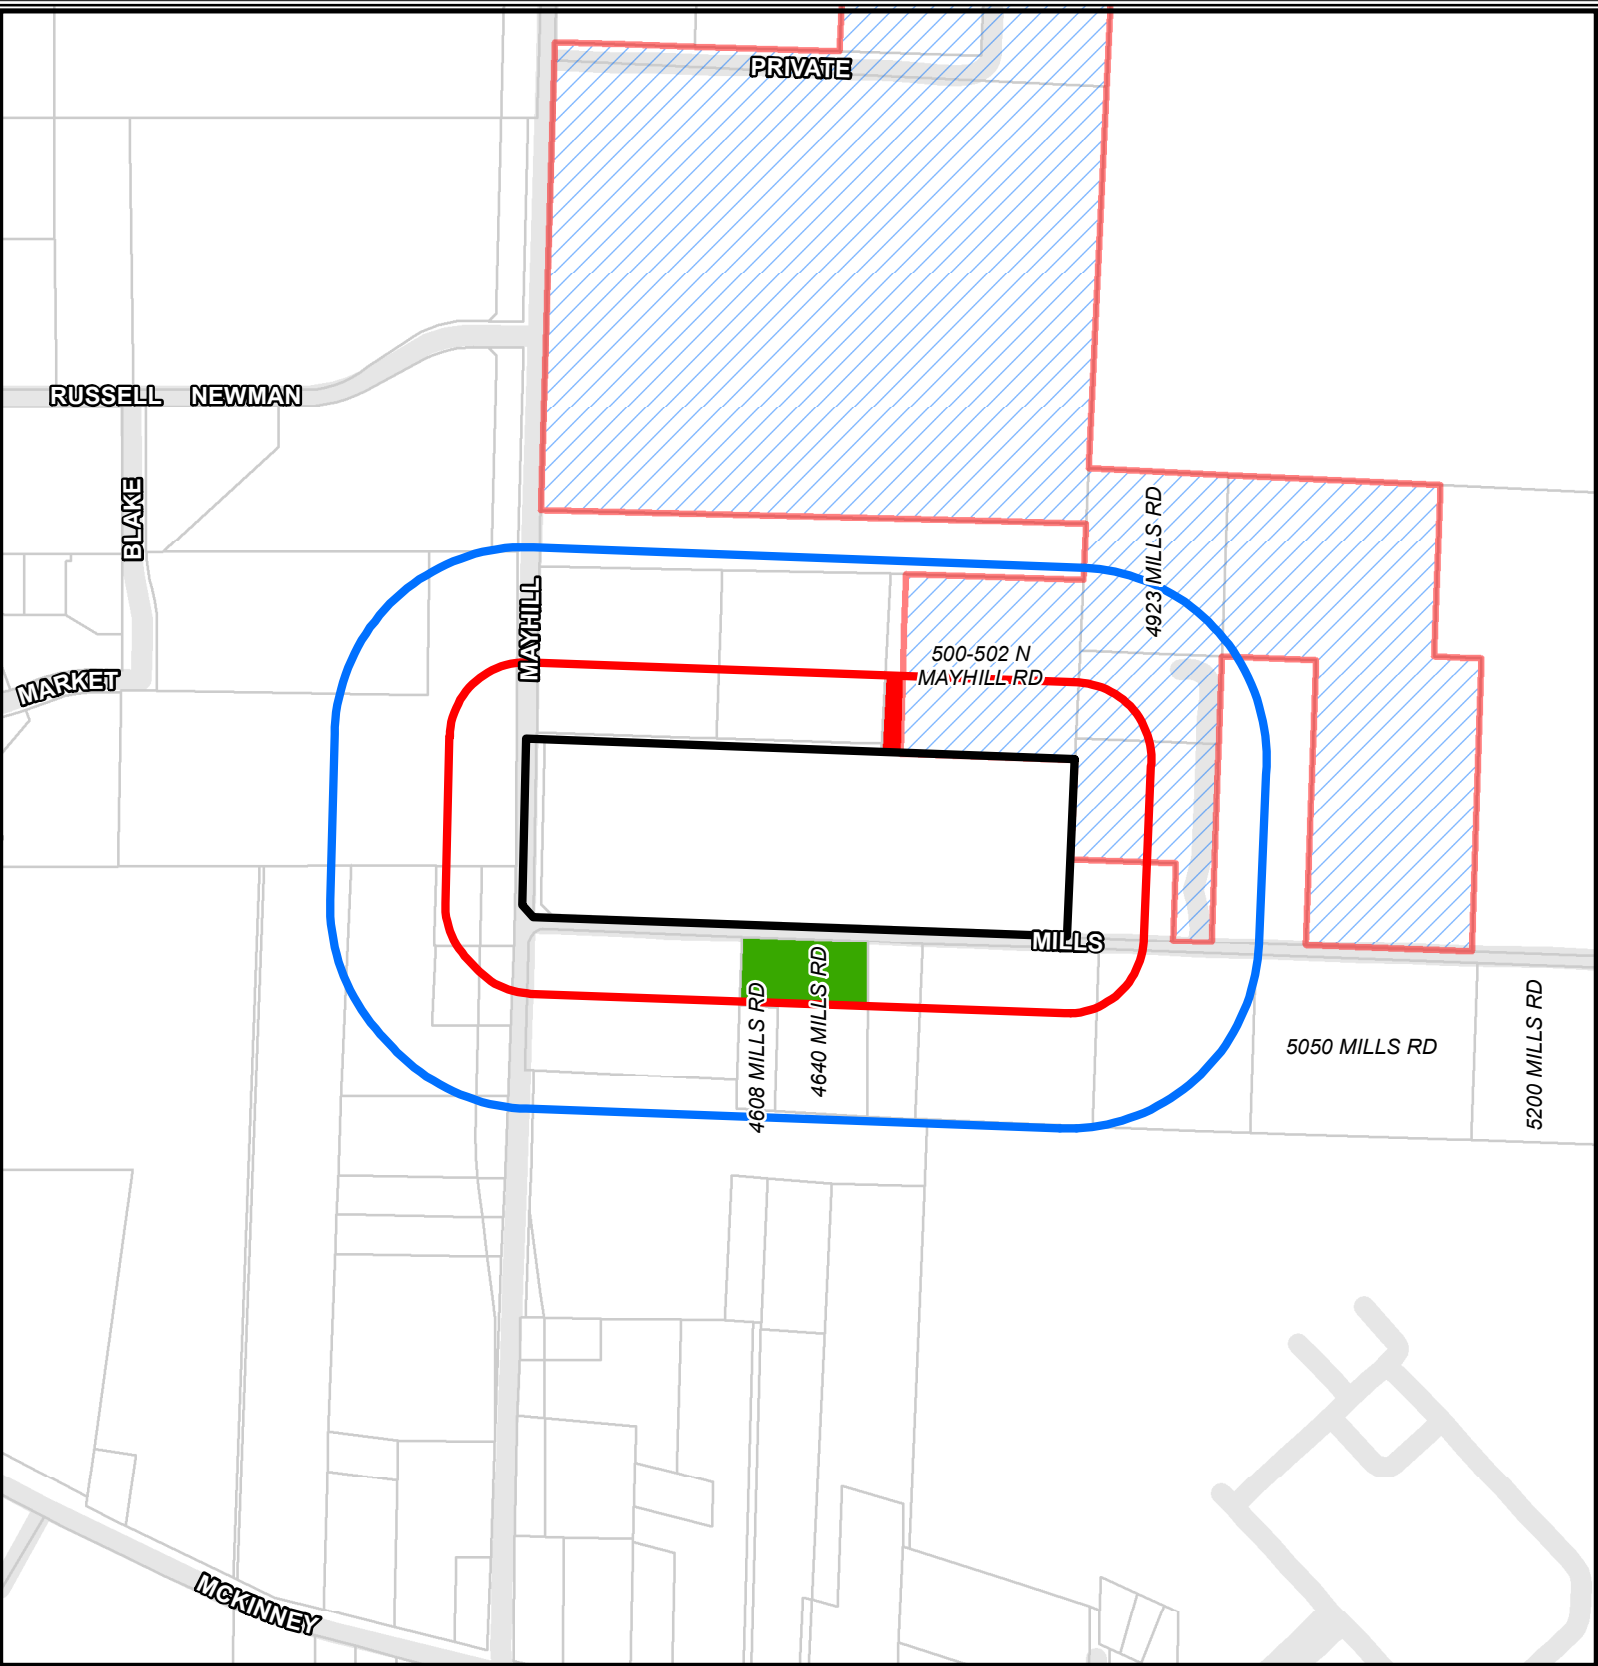 PRIVATE
RUSSELL NEWMAN
BLAKE
4923 MILLS RD
MAYHILL
500-502 N
MAYHILL RD
MARKET
MILLS
4608 MILLS RD
4640 MILLS RD
5050 MILLS RD
5200 MILLS RD
MCKINNEY